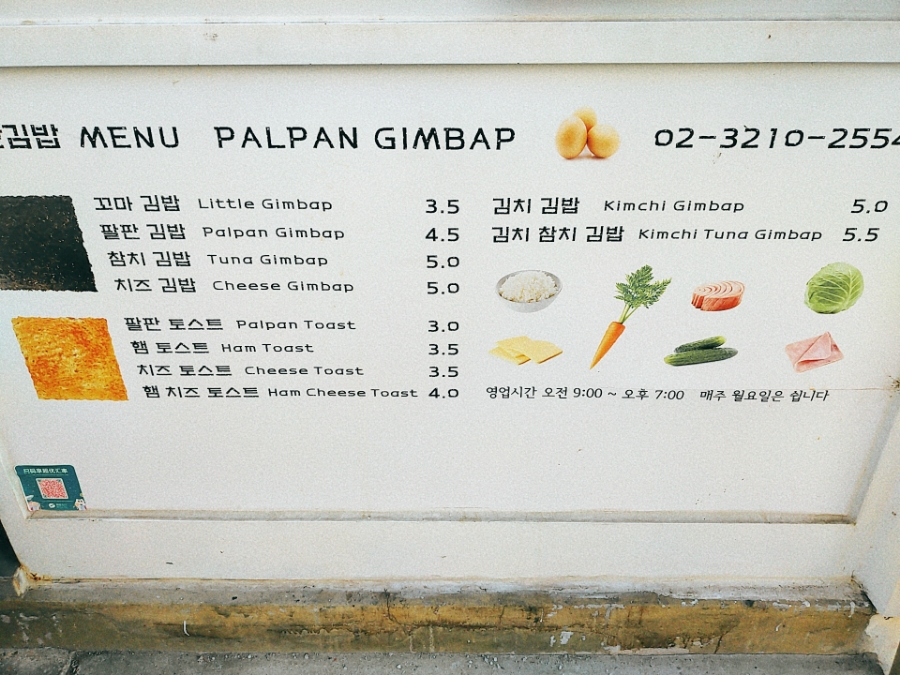 김밥 MENU PALPAN GIMBAP 02-3210-2554
꼬마 김밥 Little Gimbap 3.5
팔판 김밥 Palpan Gimbap 4.5
참치 김밥 Tuna Gimbap 5.0
치즈 김밥 Cheese Gimbap 5.0
팔판 토스트 Palpan Toast 3.0
햄 토스트 Ham Toast 3.5
치즈 토스트 Cheese Toast 3.5
햄 치즈 토스트 Ham Cheese Toast 4.0
김치 김밥 Kimchi Gimbap 5.0
김치 참치 김밥 Kimchi Tuna Gimbap 5.5
영업시간 오전 9:00 ~ 오후 7:00 매주 월요일은 쉽니다